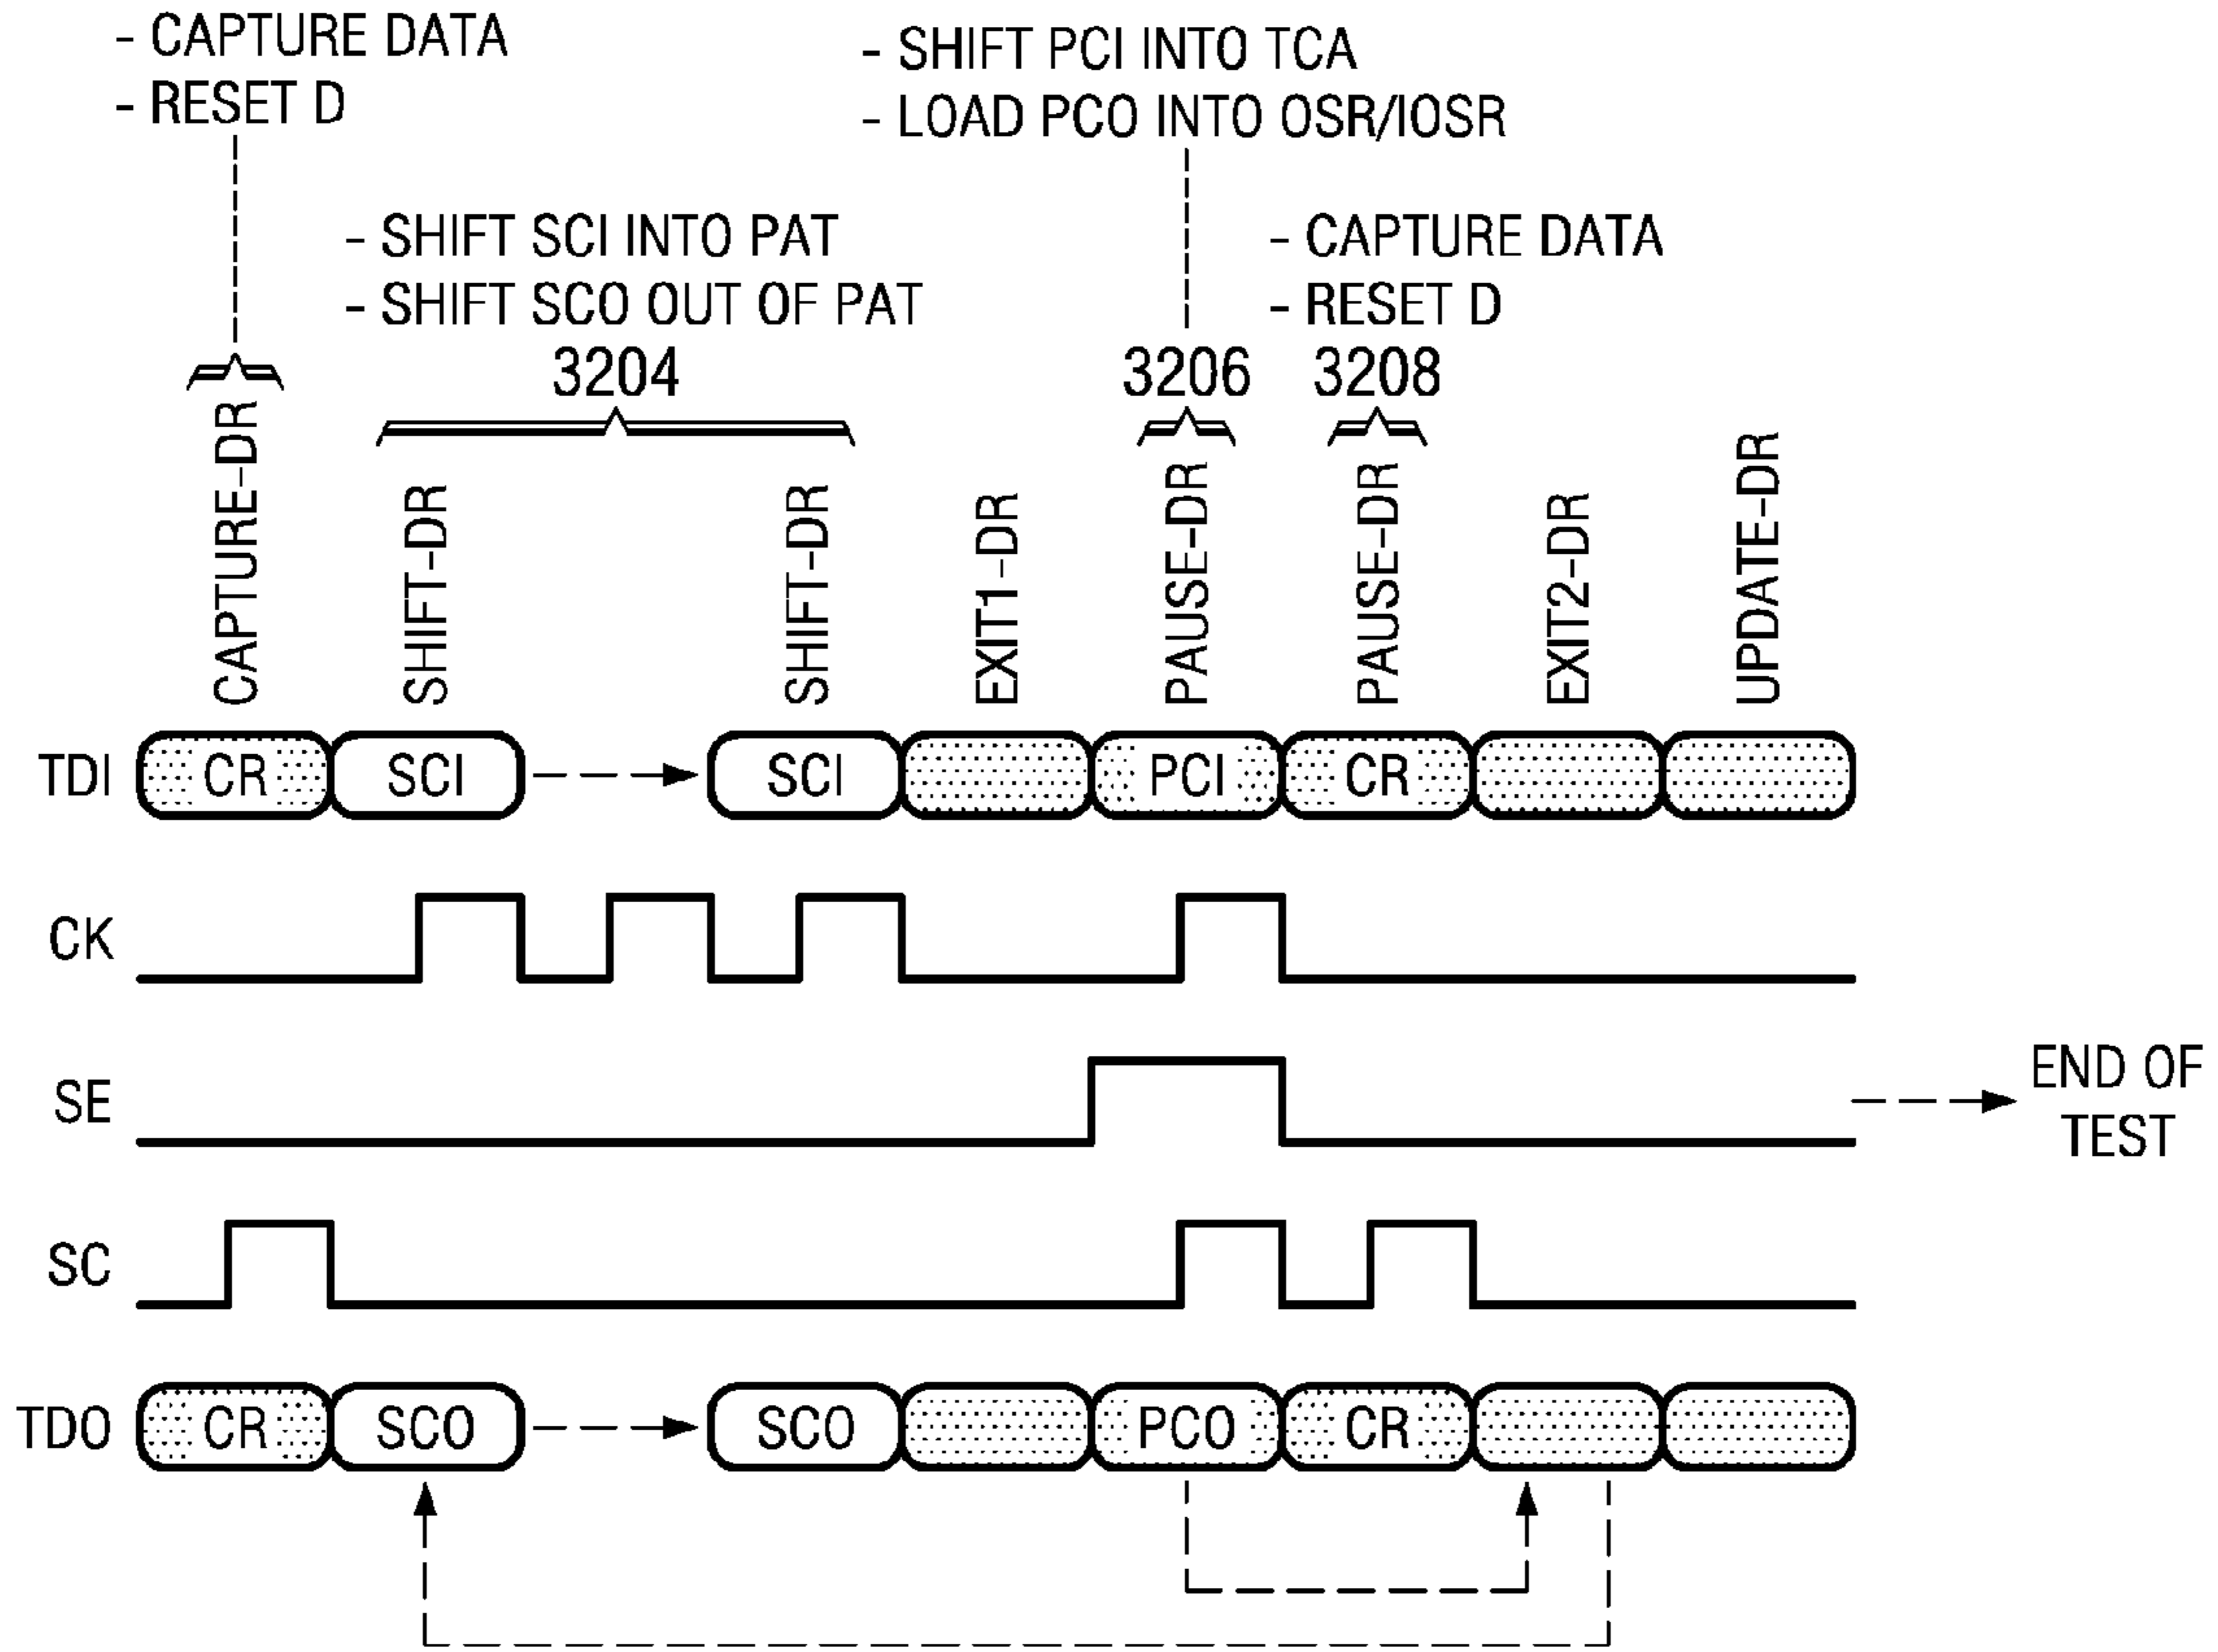 - CAPTURE DATA
- RESET D
- SHIFT PCI INTO TCA
- LOAD PCO INTO OSR/IOSR
- SHIFT SCI INTO PAT
- SHIFT SCO OUT OF PAT
- CAPTURE DATA
- RESET D
3204
3206
3208
CAPTURE-DR
SHIFT-DR
SHIFT-DR
EXIT1-DR
PAUSE-DR
PAUSE-DR
EXIT2-DR
UPDATE-DR
TDI CR SCI SCI PCI CR
CK
SE
END OF
TEST
SC
TDO CR SCO SCO PCO CR